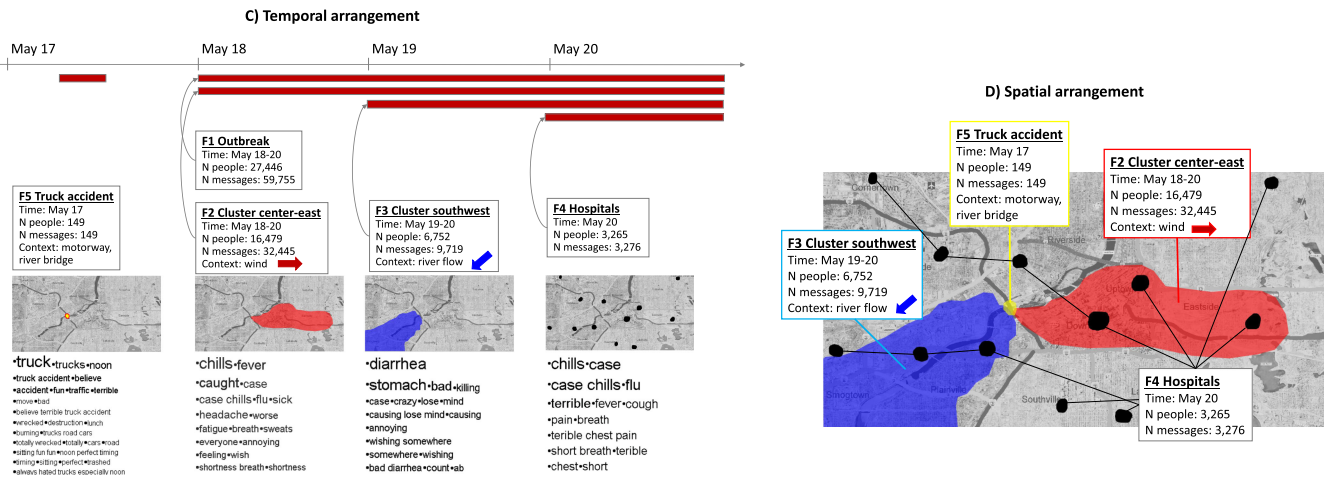 C) Temporal arrangement
May 17
May 18
May 19
May 20
F1 Outbreak
Time: May 18-20
N people: 27,446
N messages: 59,755
F5 Truck accident
Time: May 17
N people: 149
N messages: 149
Context: motorway,
river bridge
F2 Cluster center-east
Time: May 18-20
N people: 16,479
N messages: 32,445
Context: wind
F3 Cluster southwest
Time: May 19-20
N people: 6,752
N messages: 9,719
Context: river flow
F4 Hospitals
Time: May 20
N people: 3,265
N messages: 3,276
•truck•trucks•noon
•truck accident•believe
•accident•fun•traffic•terrible
•move•bad
•believe terrible truck accident
•wrecked•destruction•lunch
•burning•trucks road cars
•totally wrecked•totally•cars•road
•sitting fun fun•noon perfect timing
•timing•sitting•perfect•trashed
•always hated trucks especially noon
•chills•fever
•caught•case
•case chills•flu•sick
•headache•worse
•fatigue•breath•sweats
•everyone•annoying
•feeling•wish
•shortness breath•shortness
diarrhea
stomach•bad•killing
•case•crazy•lose•mind
•causing lose mind•causing
annoying
•wishing somewhere
•somewhere•wishing
•bad diarrhea•count•ab
•chills•case
•case chills•flu
•terrible•fever•cough
•pain•breath
•terible chest pain
•short breath•terible
•chest•short
D) Spatial arrangement
F5 Truck accident
Time: May 17
N people: 149
N messages: 149
Context: motorway,
river bridge
F2 Cluster center-east
Time: May 18-20
N people: 16,479
N messages: 32,445
Context: wind
F3 Cluster southwest
Time: May 19-20
N people: 6,752
N messages: 9,719
Context: river flow
F4 Hospitals
Time: May 20
N people: 3,265
N messages: 3,276
Cornertown
Riverside
Eastside
Plainville
Smogtown
Southville